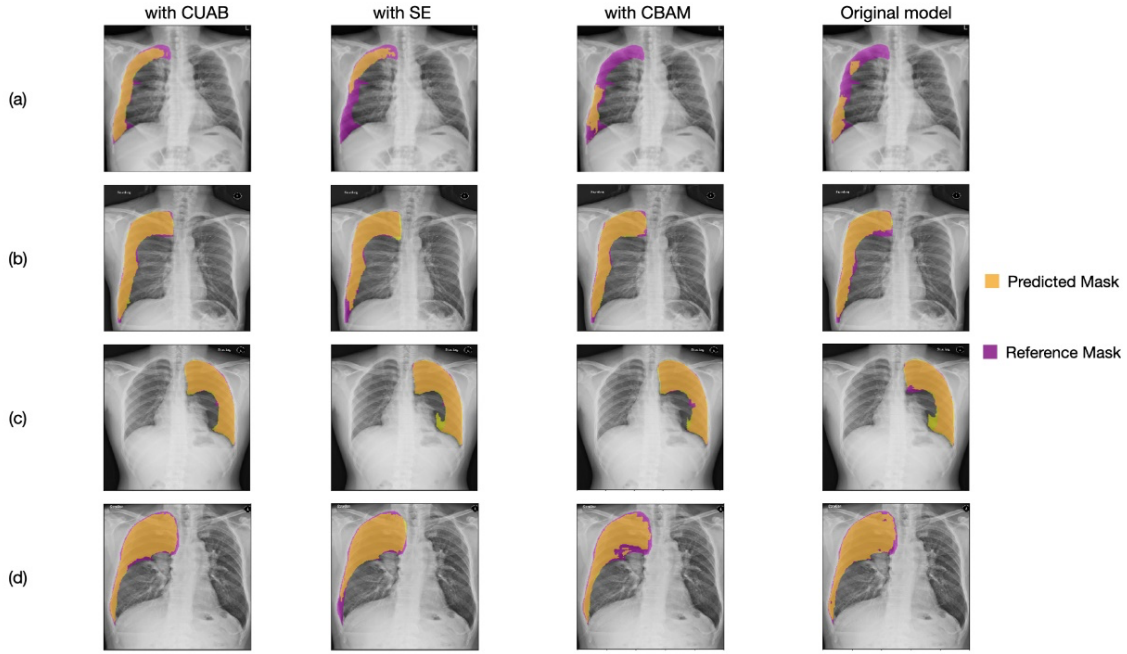 with CUAB with SE with CBAM Original model
(a)
L L L L
(b)
(c)
Predicted Mask
Reference Mask
(d)